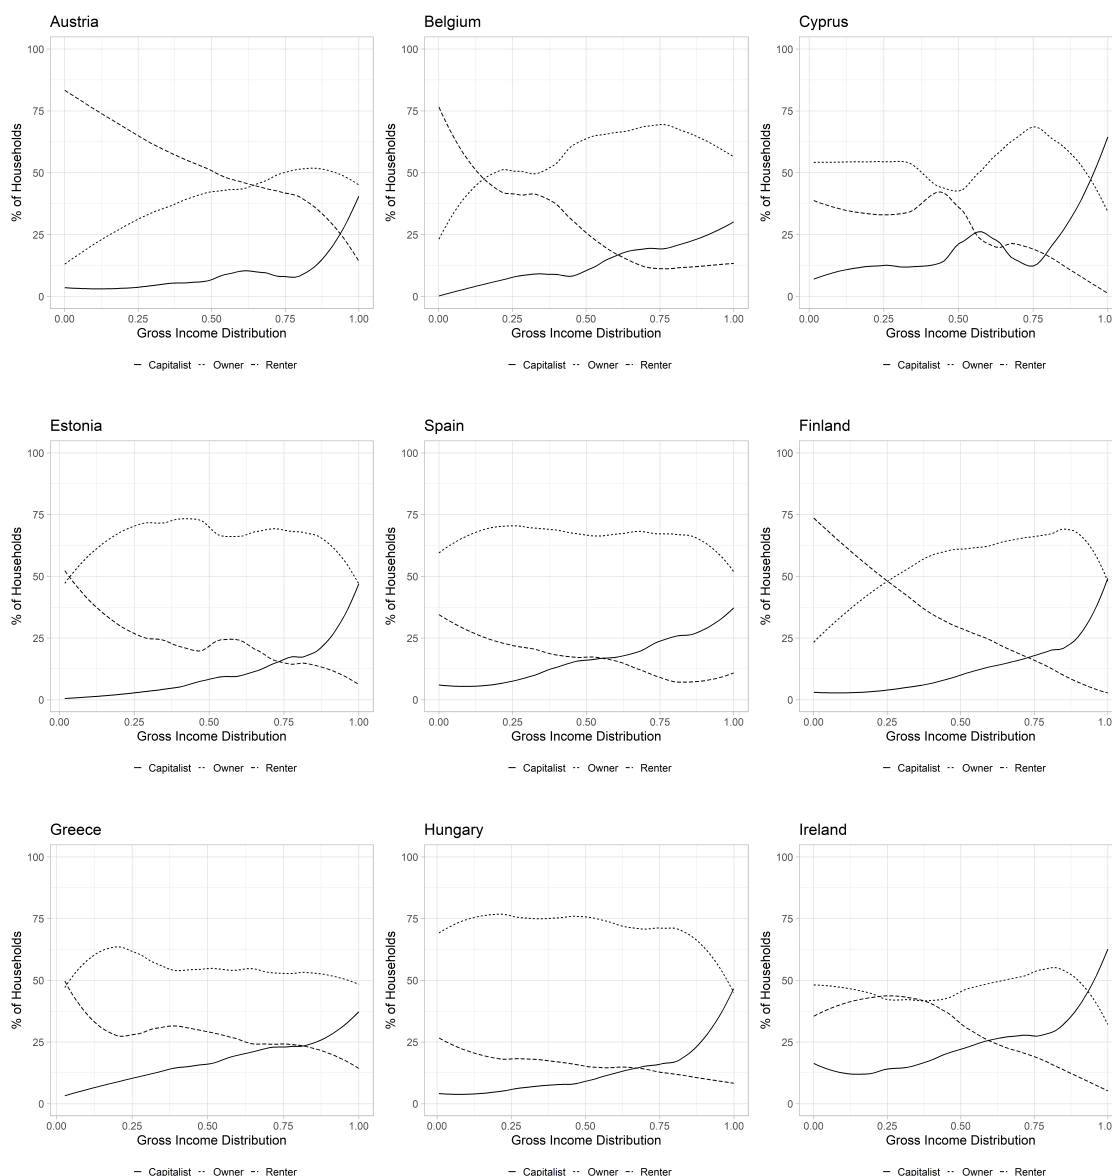 Austria
100
75
50
25
0
% of Households
0.00 0.25 0.50 0.75 1.00
Gross Income Distribution
Capitalist Owner Renter
Belgium
100
75
50
25
0
% of Households
0.00 0.25 0.50 0.75 1.00
Gross Income Distribution
Capitalist Owner Renter
Cyprus
100
75
50
25
0
% of Households
0.00 0.25 0.50 0.75 1.0
Gross Income Distribution
Capitalist Owner Renter
Estonia
100
75
50
25
0
% of Households
0.00 0.25 0.50 0.75 1.00
Gross Income Distribution
Capitalist Owner Renter
Spain
100
75
50
25
0
% of Households
0.00 0.25 0.50 0.75 1.00
Gross Income Distribution
Capitalist Owner Renter
Finland
100
75
50
25
0
% of Households
0.00 0.25 0.50 0.75 1.0
Gross Income Distribution
Capitalist Owner Renter
Greece
100
75
50
25
0
% of Households
0.00 0.25 0.50 0.75 1.00
Gross Income Distribution
Capitalist Owner Renter
Hungary
100
75
50
25
0
% of Households
0.00 0.25 0.50 0.75 1.00
Gross Income Distribution
Capitalist Owner Renter
Ireland
100
75
50
25
0
% of Households
0.00 0.25 0.50 0.75 1.0
Gross Income Distribution
Capitalist Owner Renter